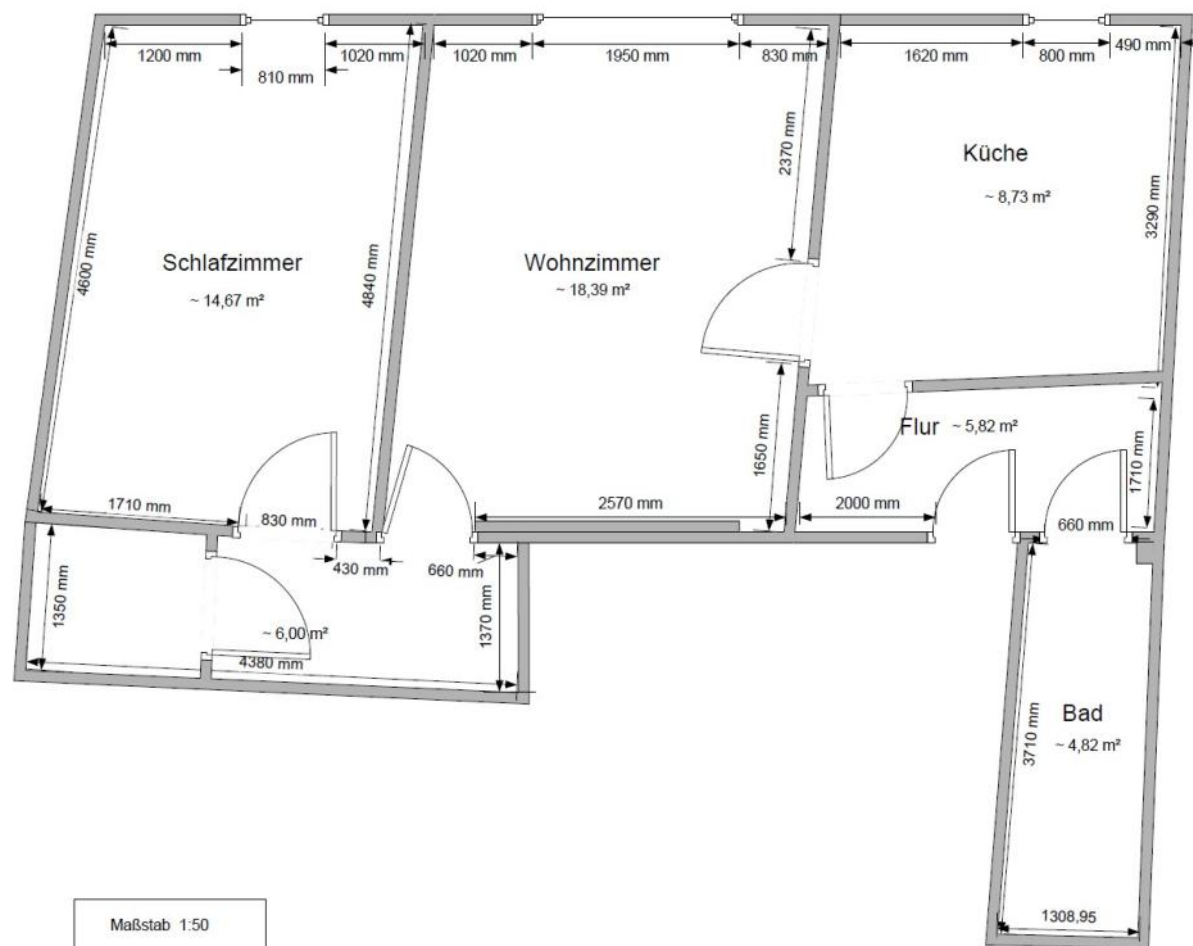 1200 mm
810 mm
1020 mm
1020 mm
1950 mm
830 mm
1620 mm
800 mm
490 mm
4600 mm
Schlafzimmer
~ 14,67 m²
4840 mm
Wohnzimmer
~ 18,39 m²
2370 mm
Küche
~ 8,73 m²
3290 mm
1710 mm
830 mm
430 mm
660 mm
2570 mm
1650 mm
Flur ~ 5,82 m²
2000 mm
1710 mm
660 mm
1350 mm
~ 6,00 m²
4380 mm
1370 mm
3710 mm
Bad
~ 4,82 m²
1308,95
Maßstab 1:50